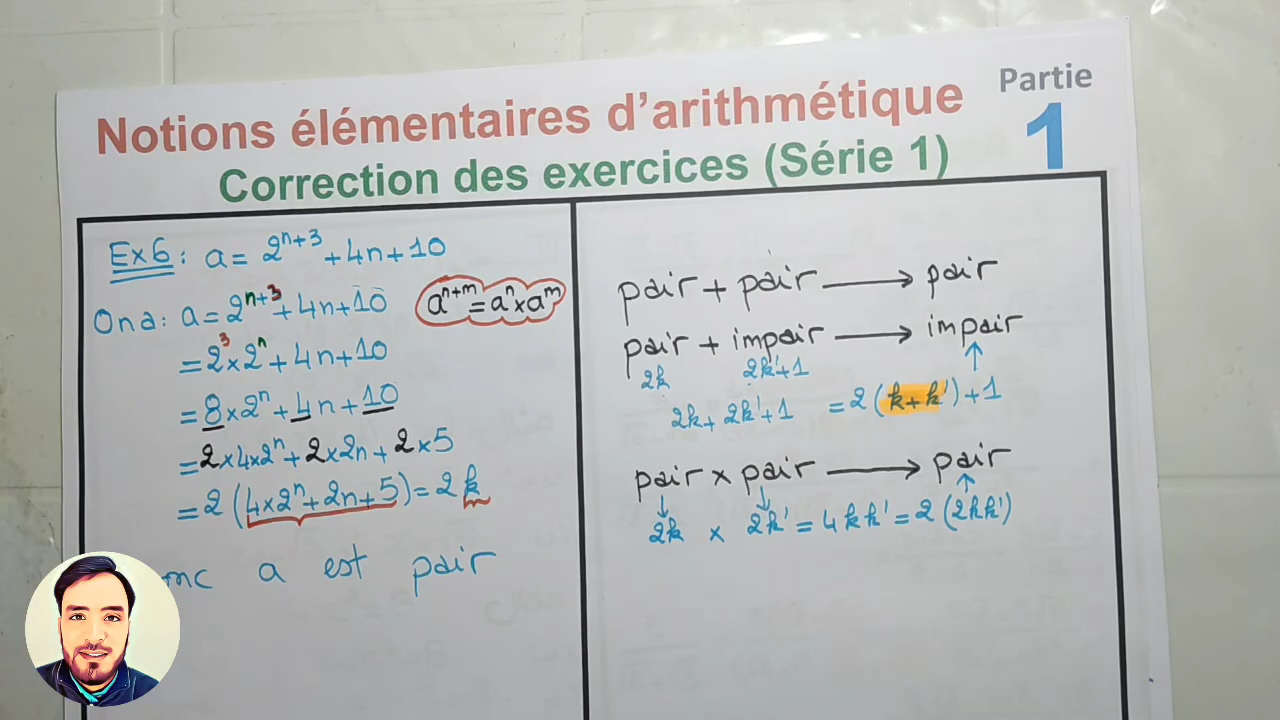 Notions élémentaires d'arithmétique
Partie
1
Correction des exercices (Série 1)
Ex6 : a = 2^{n+3} + 4n + 10
On a : a = 2^{n+3} + 4n + 10
a^{n+m} = a^n × a^m
= 2^3 × 2^n + 4n + 10
= 8 × 2^n + 4n + 10
= 2×4×2^n + 2×2n + 2×5
= 2 (4×2^n + 2n + 5) = 2k
a est pair
pair + pair → pair
pair + impair → impair
2k 2k'+1
2k + 2k'+1 = 2 (k+k') + 1
pair × pair → pair
2k × 2k' = 4kk' = 2 (2kk')